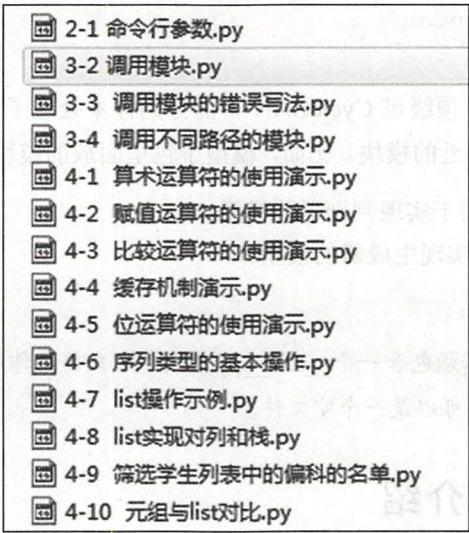 2-1 命令行参数.py
3-2 调用模块.py
3-3 调用模块的错误写法.py
3-4 调用不同路径的模块.py
4-1 算术运算符的使用演示.py
4-2 赋值运算符的使用演示.py
4-3 比较运算符的使用演示.py
4-4 缓存机制演示.py
4-5 位运算符的使用演示.py
4-6 序列类型的基本操作.py
4-7 list操作示例.py
4-8 list实现对列和栈.py
4-9 筛选学生列表中的偏科的名单.py
4-10 元组与list对比.py